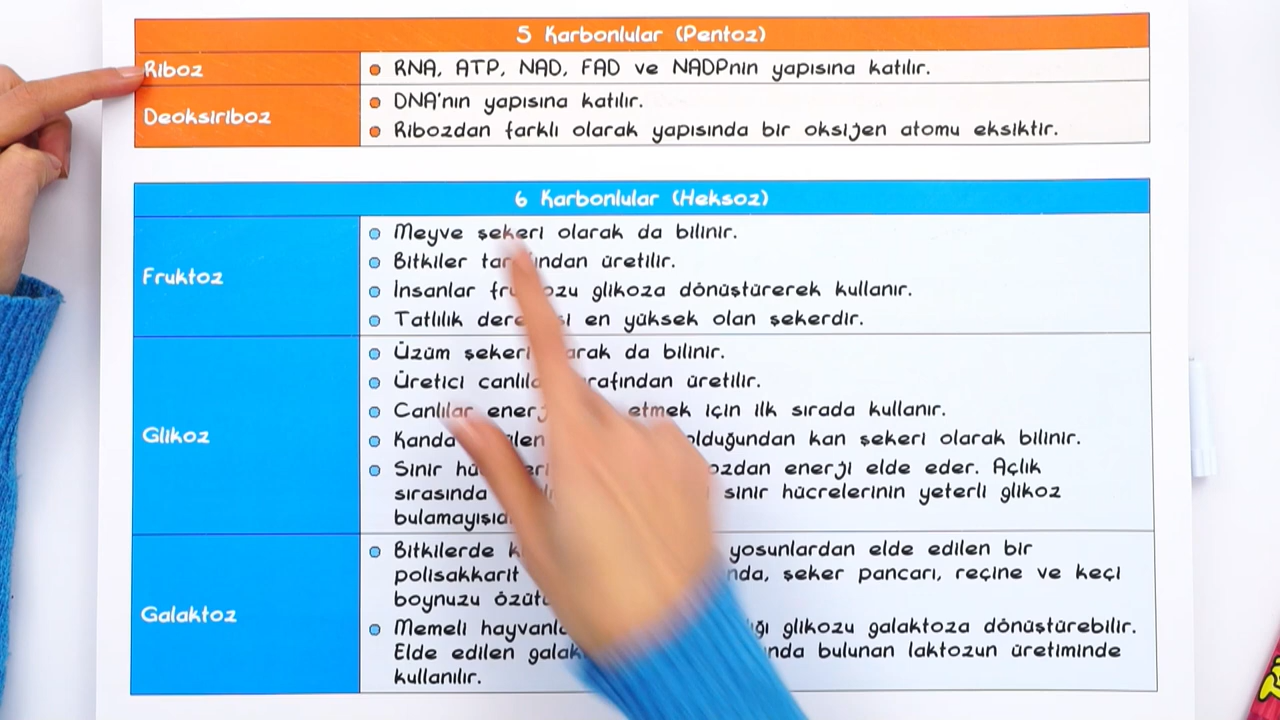 5 Karbonlular (Pentoz)
Riboz
RNA, ATP, NAD, FAD ve NADPnin yapısına katılır.
Deoksiriboz
DNA'nın yapısına katılır.
Ribozdan farklı olarak yapısında bir oksijen atomu eksiktir.
6 Karbonlular (Heksoz)
Fruktoz
Meyve şekeri olarak da bilinir.
Bitkiler tarafından üretilir.
İnsanlar fruktozu glikoza dönüştürerek kullanır.
Tatlılık derecesi en yüksek olan şekerdir.
Glikoz
Üzüm şekeri olarak da bilinir.
Üretici canlılar tarafından üretilir.
Canlılar enerji etmek için ilk sırada kullanır.
Kanda olduğundan kan şekeri olarak bilinir.
Sinir enerji elde eder. Açlık
sırasında sinir hücrelerinin yeterli glikoz
Galaktoz
Bitkilerde yosunlardan elde edilen bir
polisakkarit şeker pancarı, reçine ve keçi
boynuzu
Memeli glikozu galaktoza dönüştürebilir.
Elde edilen bulunan laktozun üretiminde
kullanılır.